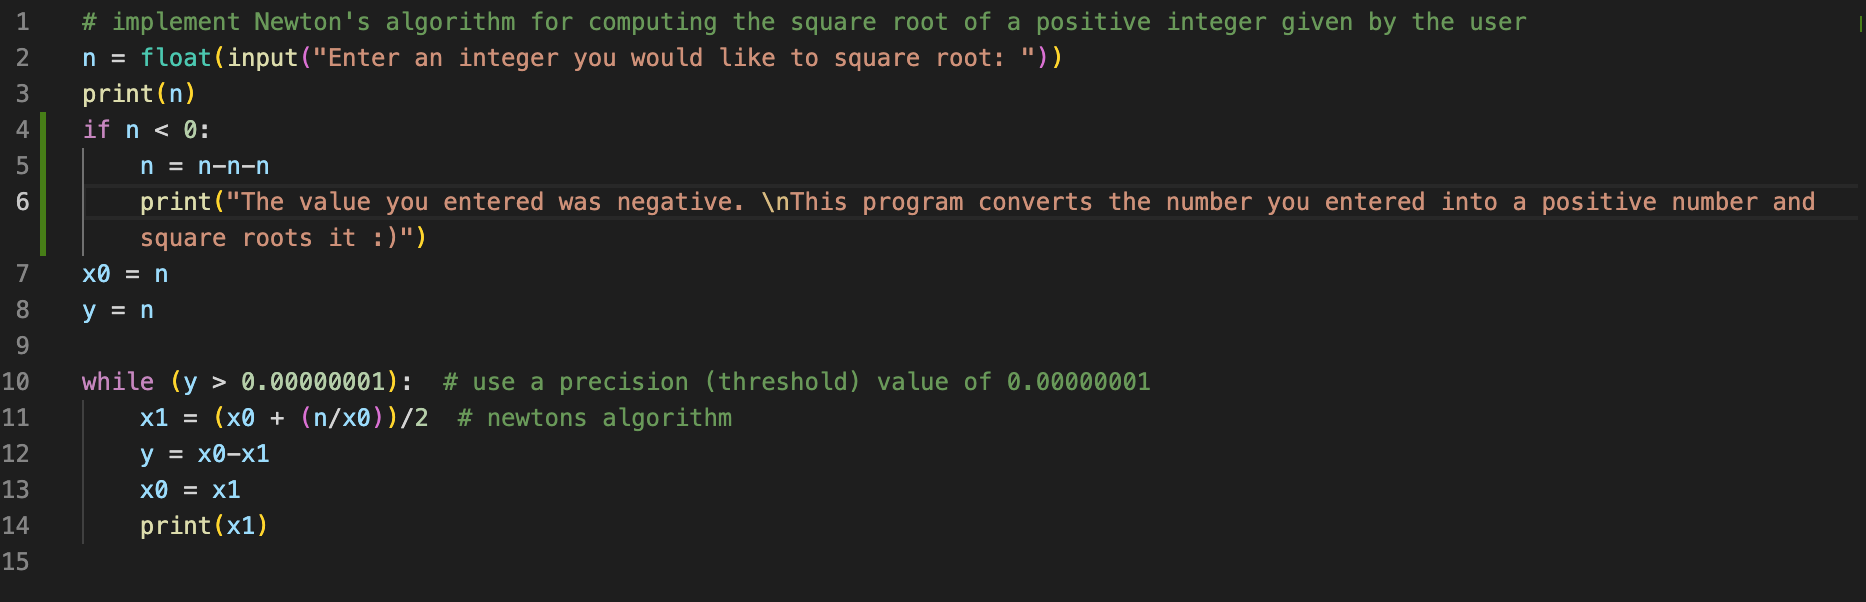 1 # implement Newton's algorithm for computing the square root of a positive integer given by the user
2 n = float(input("Enter an integer you would like to square root: "))
3 print(n)
4 if n < 0:
5     n = n-n-n
6     print("The value you entered was negative. \nThis program converts the number you entered into a positive number and
    square roots it :)")
7 x0 = n
8 y = n
9
10 while (y > 0.00000001):  # use a precision (threshold) value of 0.00000001
11     x1 = (x0 + (n/x0))/2  # newtons algorithm
12     y = x0-x1
13     x0 = x1
14     print(x1)
15